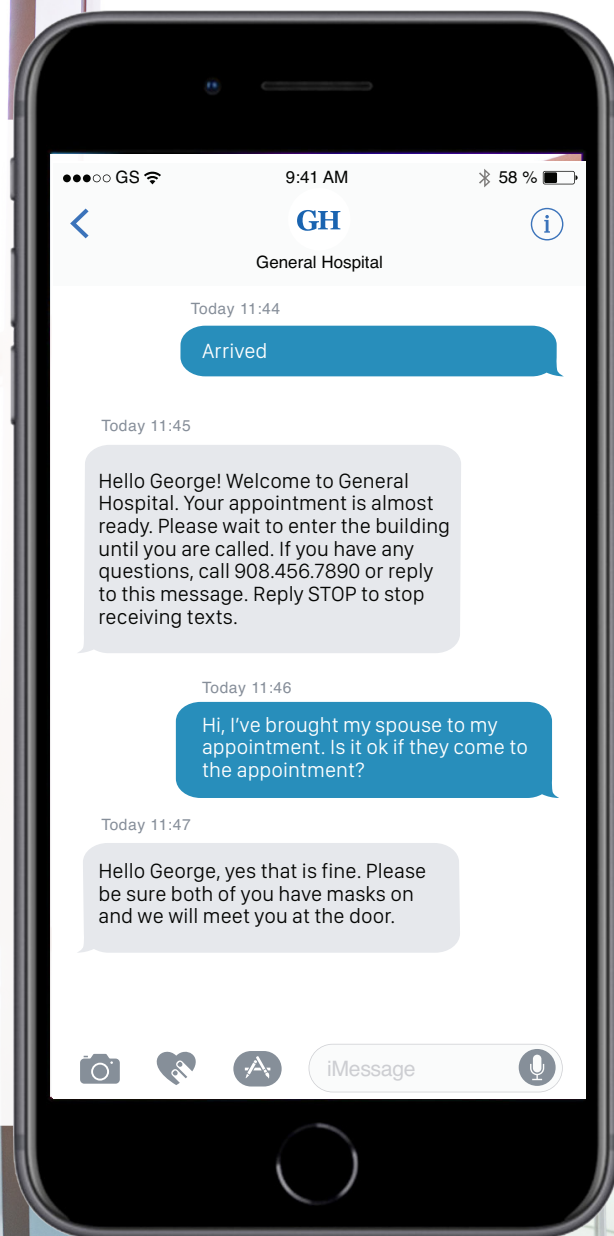 GS 9:41 AM 58 %
GH
i
General Hospital
Today 11:44
Arrived
Today 11:45
Hello George! Welcome to General
Hospital. Your appointment is almost
ready. Please wait to enter the building
until you are called. If you have any
questions, call 908.456.7890 or reply
to this message. Reply STOP to stop
receiving texts.
Today 11:46
Hi, I’ve brought my spouse to my
appointment. Is it ok if they come to
the appointment?
Today 11:47
Hello George, yes that is fine. Please
be sure both of you have masks on
and we will meet you at the door.
iMessage